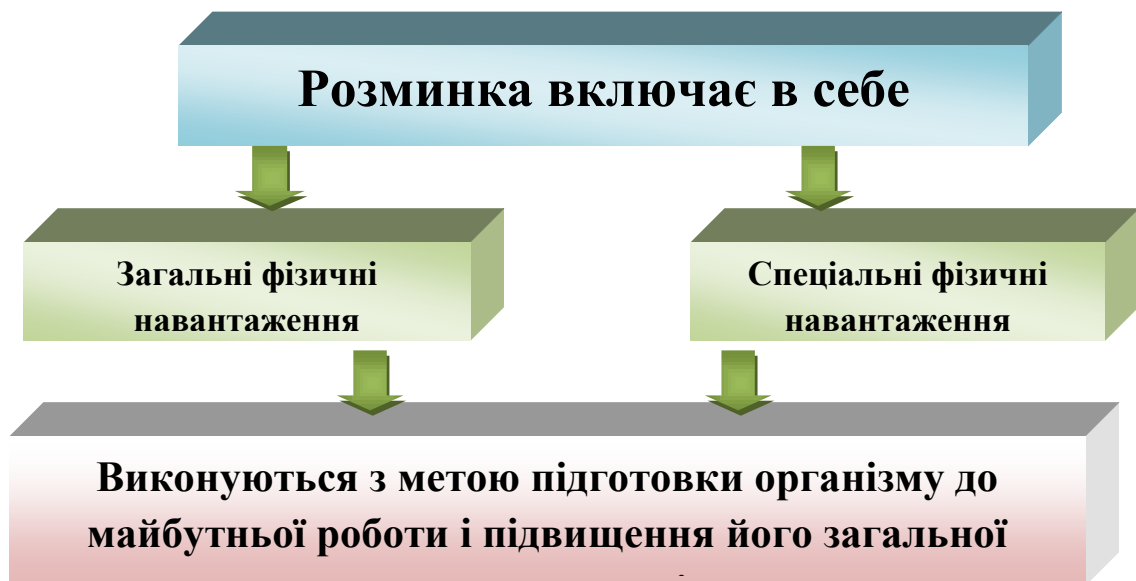 Розминка включає в себе
Загальні фізичні
навантаження
Спеціальні фізичні
навантаження
Виконуються з метою підготовки організму до
майбутньої роботи і підвищення його загальної